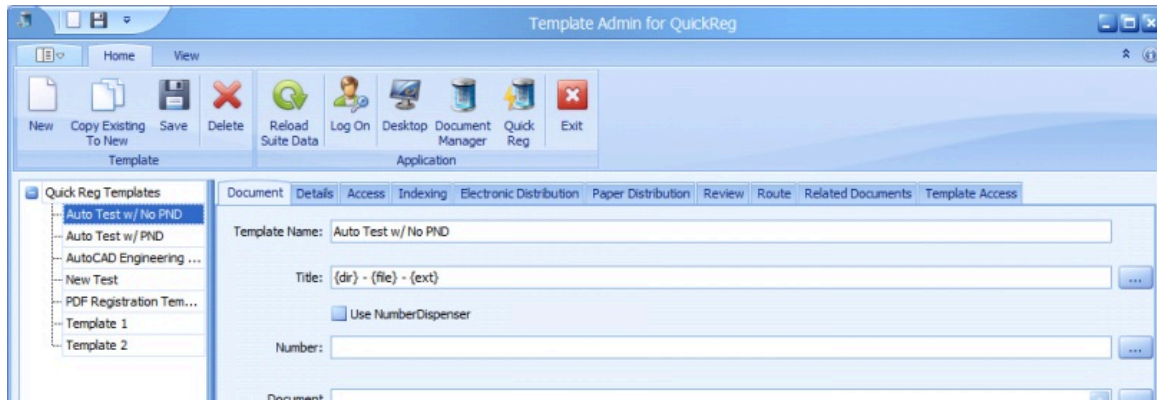 Template Admin for QuickReg
Home View
New Copy Existing To New Save Delete Reload Suite Data Log On Desktop Document Manager Quick Reg Exit
Template Application
Quick Reg Templates
Auto Test w/ No PND
Auto Test w/ PND
AutoCAD Engineering ...
New Test
PDF Registration Tem...
Template 1
Template 2
Document Details Access Indexing Electronic Distribution Paper Distribution Review Route Related Documents Template Access
Template Name: Auto Test w/ No PND
Title: {dir} - {file} - {ext} ...
Use NumberDispenser
Number: ...
Document